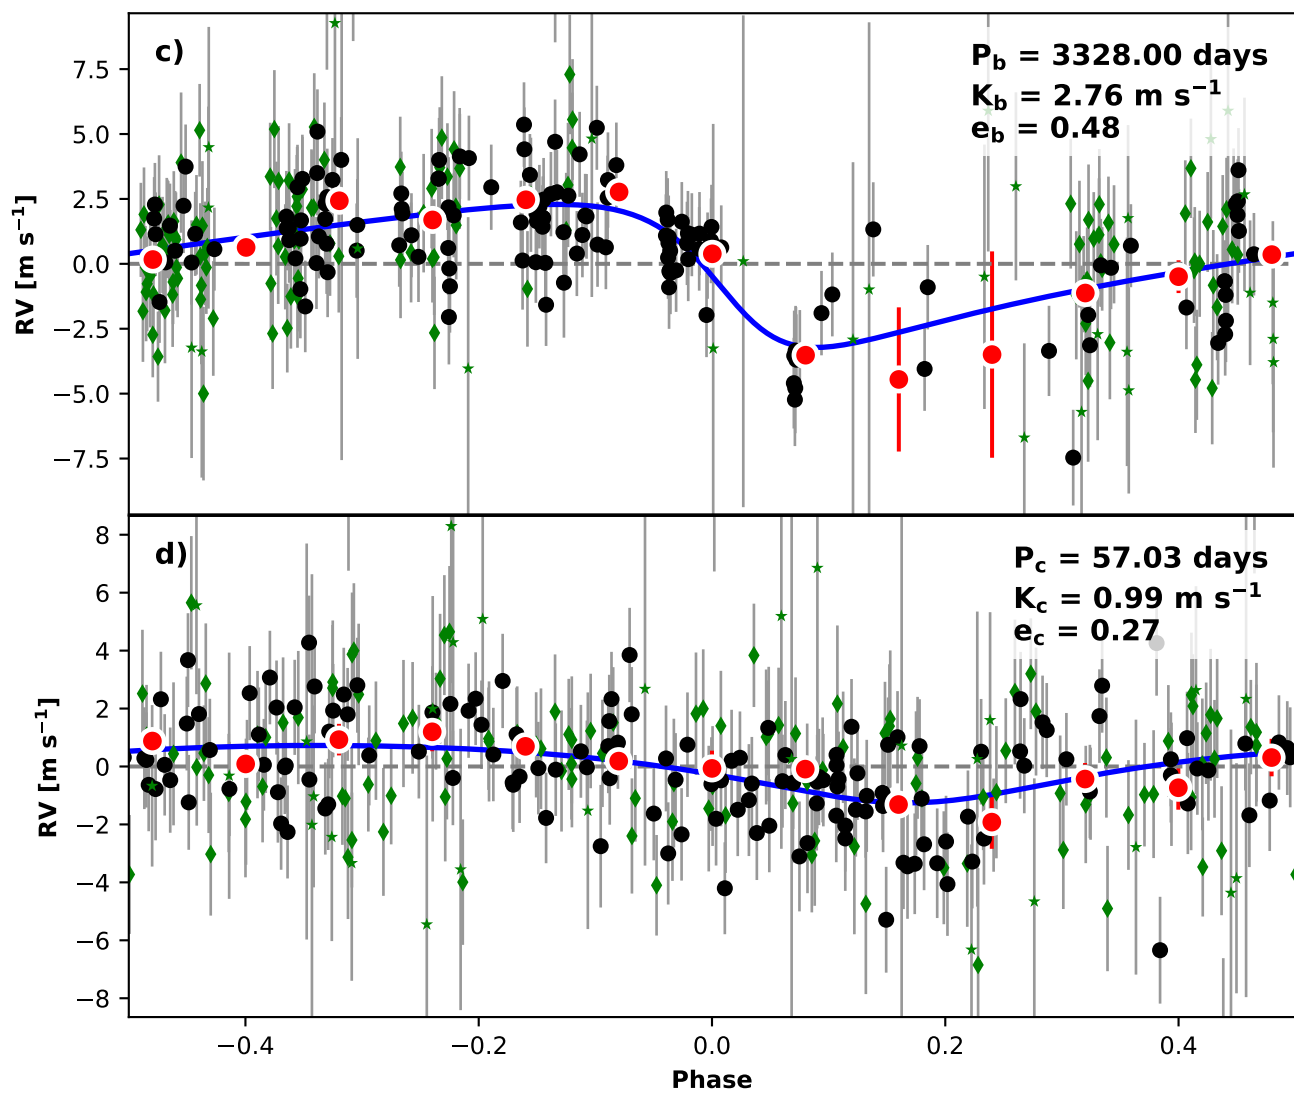 c)
P_b = 3328.00 days
K_b = 2.76 m s⁻¹
e_b = 0.48
RV [m s⁻¹]
7.5
5.0
2.5
0.0
−2.5
−5.0
−7.5
d)
P_c = 57.03 days
K_c = 0.99 m s⁻¹
e_c = 0.27
RV [m s⁻¹]
8
6
4
2
0
−2
−4
−6
−8
−0.4 −0.2 0.0 0.2 0.4
Phase